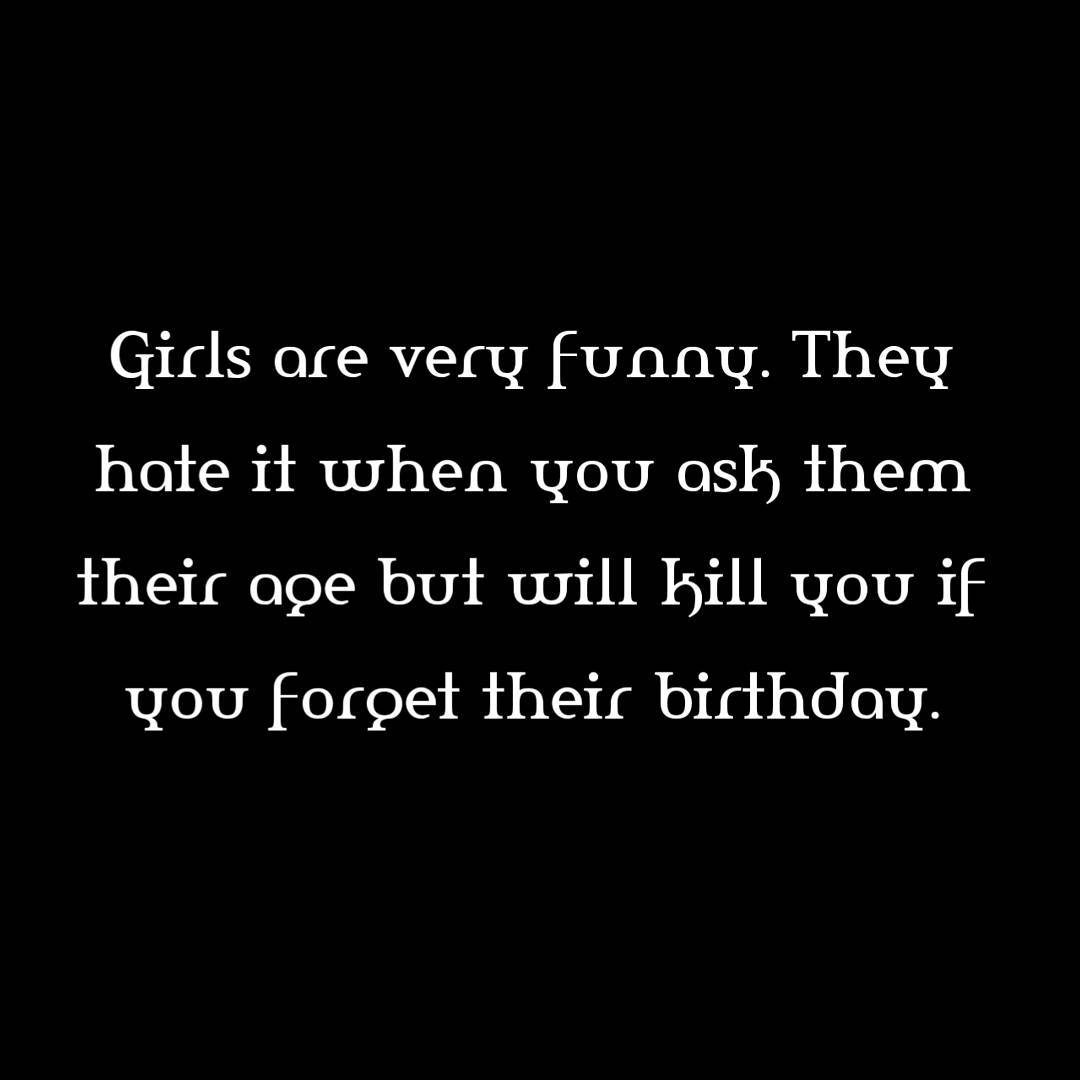 Girls are very funny. They
hate it when you ask them
their age but will kill you if
you forget their birthday.